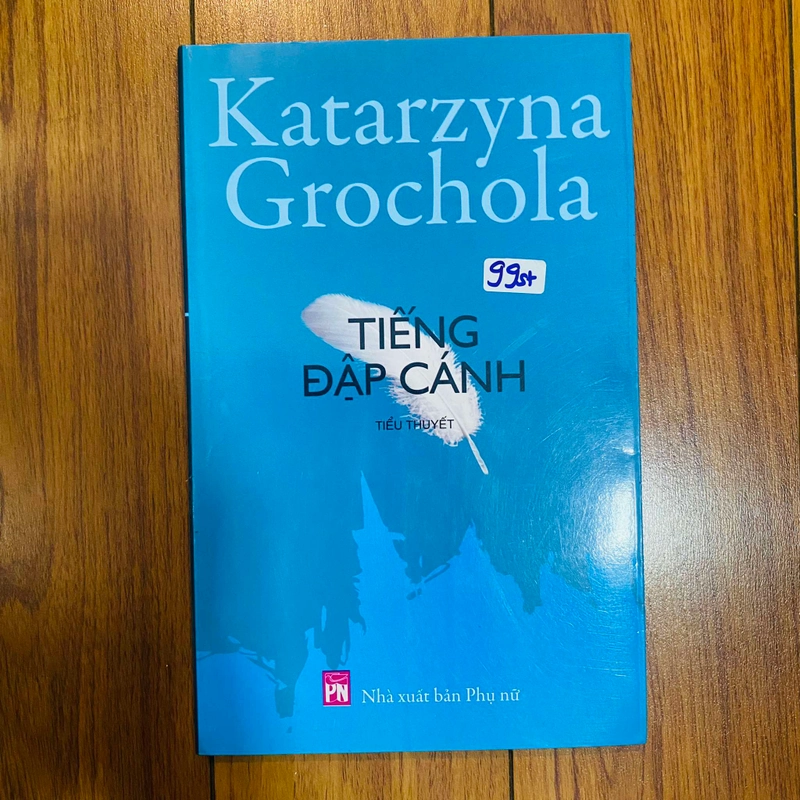 Katarzyna
Grochola
99st
TIẾNG
ĐẬP CÁNH
TIỂU THUYẾT
PN
Nhà xuất bản Phụ nữ